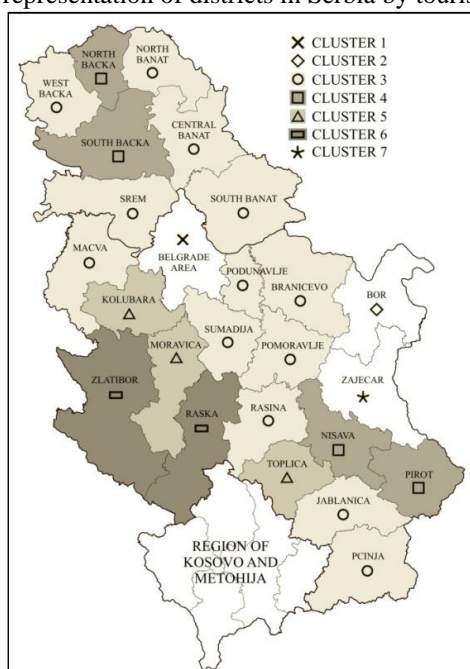 representation of districts in Serbia by touris
CLUSTER 1
CLUSTER 2
CLUSTER 3
CLUSTER 4
CLUSTER 5
CLUSTER 6
CLUSTER 7
NORTH
BACKA
NORTH
BANAT
WEST
BACKA
CENTRAL
BANAT
SOUTH BACKA
SREM
SOUTH BANAT
MACVA
BELGRADE
AREA
PODUNAVLJE
BRANICEVO
BOR
KOLUBARA
SUMADIJA
MORAVICA
POMORAVLJE
ZAJECAR
ZLATIBOR
RASKA
RASINA
NISAVA
TOPLICA
PIROT
JABLANICA
REGION OF
KOSOVO AND
METOHIJA
PCINJA